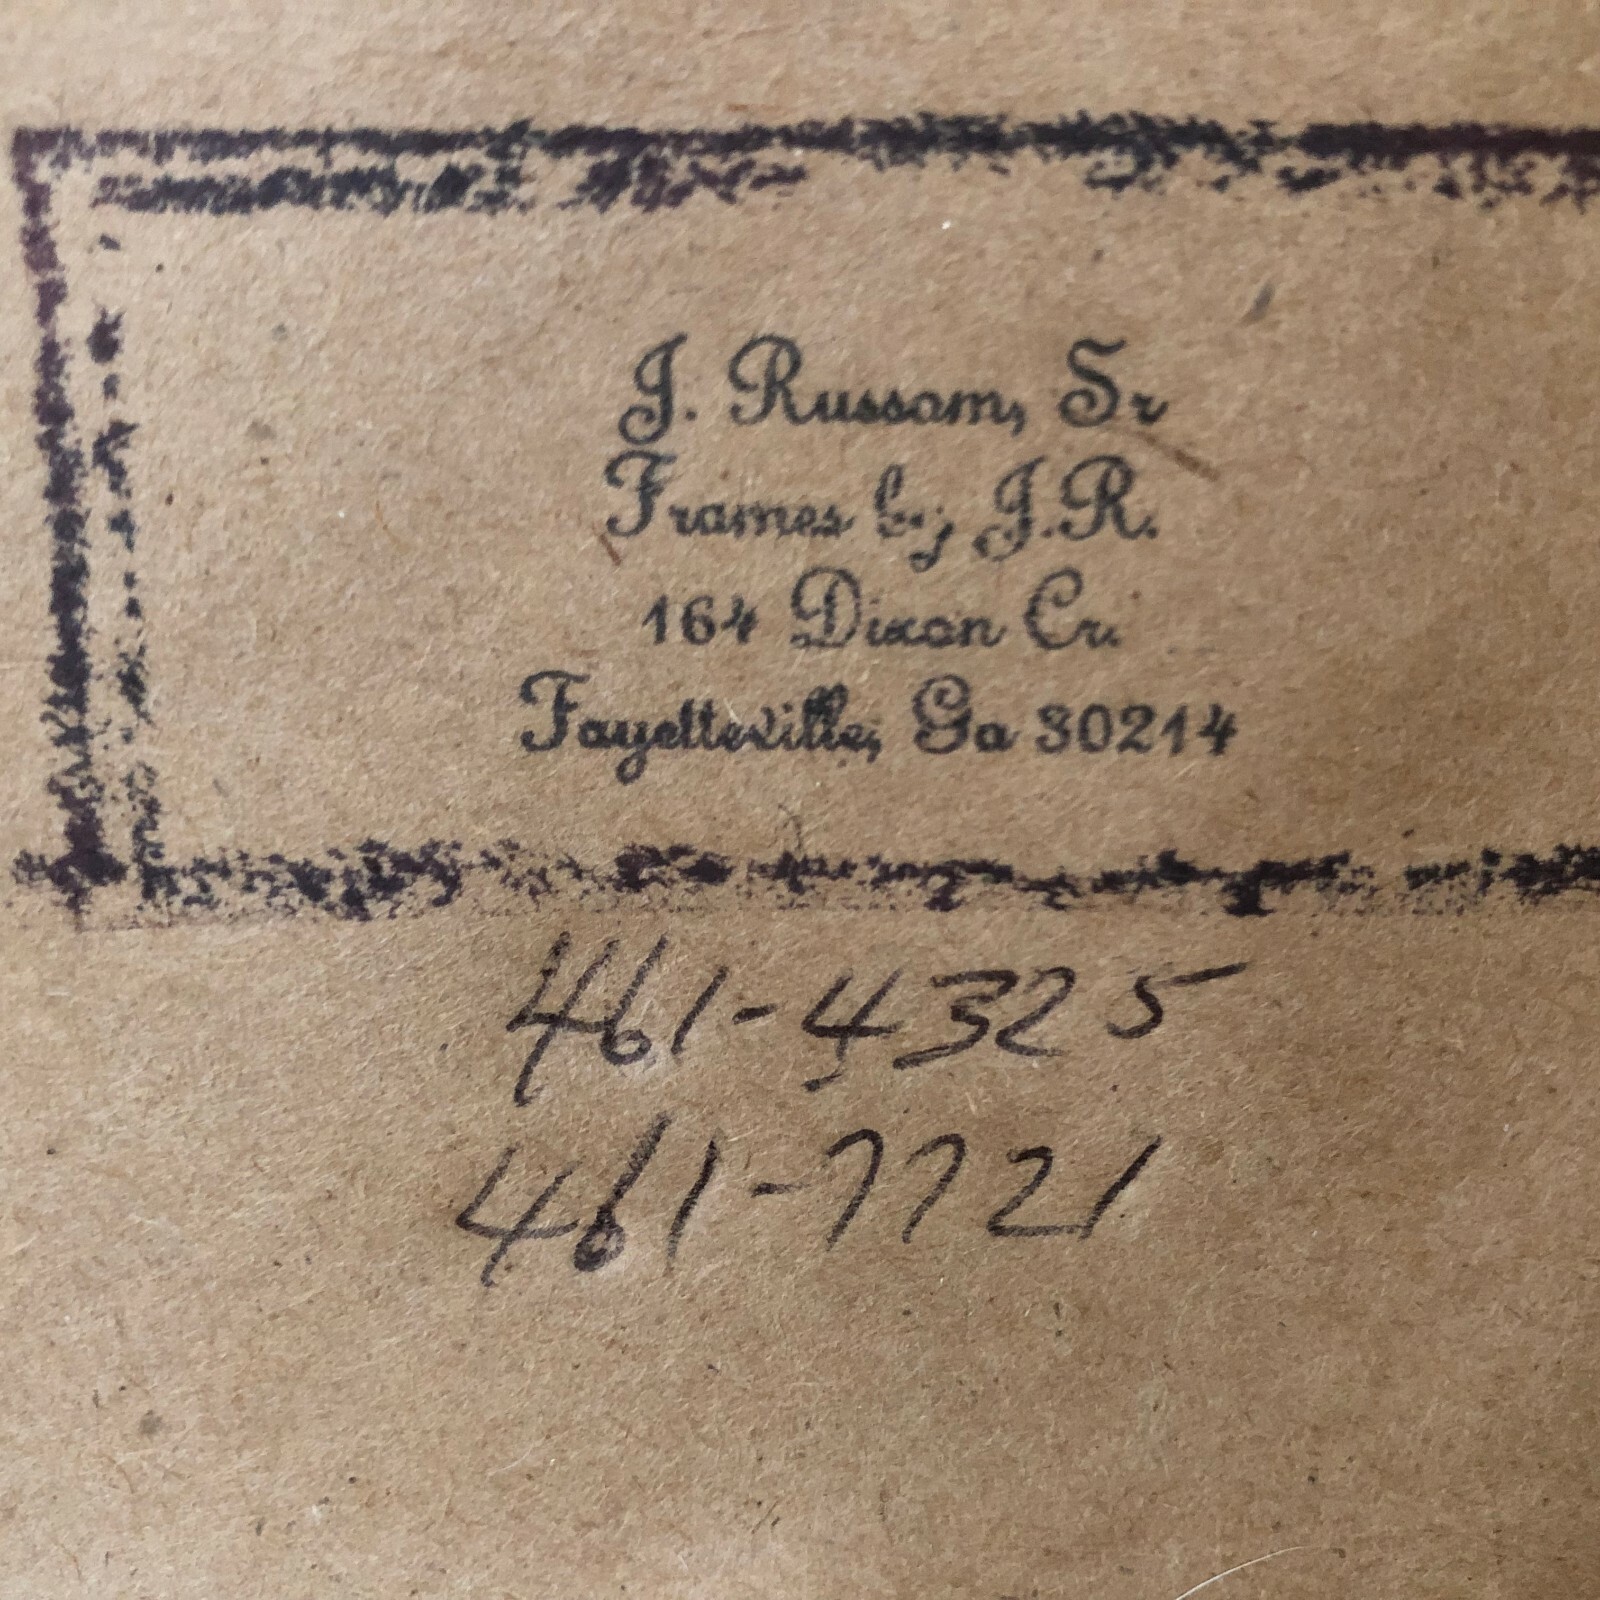 J. Russom, Sr
Frames by J.R.
164 Dixon Cr.
Fayetteville, Ga 30214
461-4325
461-7721